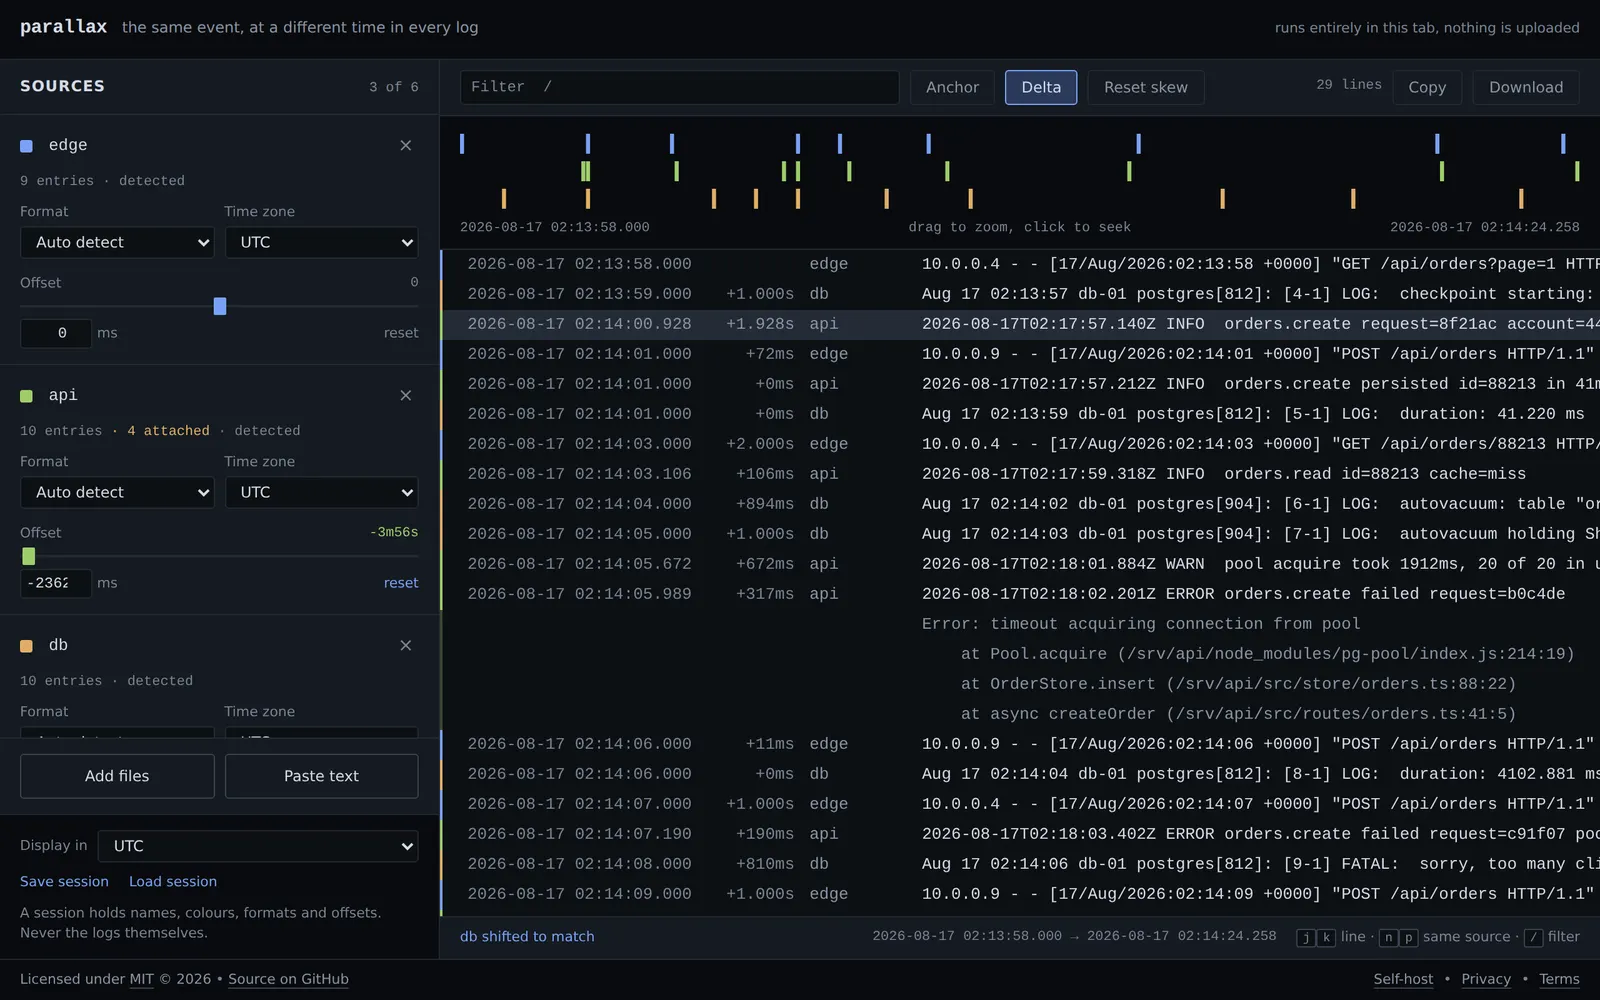 parallax the same event, at a different time in every log
runs entirely in this tab, nothing is uploaded
SOURCES 3 of 6
edge ×
9 entries · detected
Format Time zone
Auto detect UTC
Offset 0
0 ms reset
api ×
10 entries · 4 attached · detected
Format Time zone
Auto detect UTC
Offset -3m56s
-2362 ms reset
db ×
10 entries · detected
Format Time zone
Add files Paste text
Display in UTC
Save session Load session
A session holds names, colours, formats and offsets.
Never the logs themselves.
Filter / Anchor Delta Reset skew 29 lines Copy Download
2026-08-17 02:13:58.000 drag to zoom, click to seek 2026-08-17 02:14:24.258
2026-08-17 02:13:58.000 edge 10.0.0.4 - - [17/Aug/2026:02:13:58 +0000] "GET /api/orders?page=1 HTTP
2026-08-17 02:13:59.000 +1.000s db Aug 17 02:13:57 db-01 postgres[812]: [4-1] LOG:  checkpoint starting:
2026-08-17 02:14:00.928 +1.928s api 2026-08-17T02:17:57.140Z INFO  orders.create request=8f21ac account=44
2026-08-17 02:14:01.000 +72ms edge 10.0.0.9 - - [17/Aug/2026:02:14:01 +0000] "POST /api/orders HTTP/1.1"
2026-08-17 02:14:01.000 +0ms api 2026-08-17T02:17:57.212Z INFO  orders.create persisted id=88213 in 41m
2026-08-17 02:14:01.000 +0ms db Aug 17 02:13:59 db-01 postgres[812]: [5-1] LOG:  duration: 41.220 ms
2026-08-17 02:14:03.000 +2.000s edge 10.0.0.4 - - [17/Aug/2026:02:14:03 +0000] "GET /api/orders/88213 HTTP/
2026-08-17 02:14:03.106 +106ms api 2026-08-17T02:17:59.318Z INFO  orders.read id=88213 cache=miss
2026-08-17 02:14:04.000 +894ms db Aug 17 02:14:02 db-01 postgres[904]: [6-1] LOG:  autovacuum: table "or
2026-08-17 02:14:05.000 +1.000s db Aug 17 02:14:03 db-01 postgres[904]: [7-1] LOG:  autovacuum holding Sh
2026-08-17 02:14:05.672 +672ms api 2026-08-17T02:18:01.884Z WARN  pool acquire took 1912ms, 20 of 20 in u
2026-08-17 02:14:05.989 +317ms api 2026-08-17T02:18:02.201Z ERROR orders.create failed request=b0c4de
Error: timeout acquiring connection from pool
at Pool.acquire (/srv/api/node_modules/pg-pool/index.js:214:19)
at OrderStore.insert (/srv/api/src/store/orders.ts:88:22)
at async createOrder (/srv/api/src/routes/orders.ts:41:5)
2026-08-17 02:14:06.000 +11ms edge 10.0.0.9 - - [17/Aug/2026:02:14:06 +0000] "POST /api/orders HTTP/1.1"
2026-08-17 02:14:06.000 +0ms db Aug 17 02:14:04 db-01 postgres[812]: [8-1] LOG:  duration: 4102.881 ms
2026-08-17 02:14:07.000 +1.000s edge 10.0.0.4 - - [17/Aug/2026:02:14:07 +0000] "POST /api/orders HTTP/1.1"
2026-08-17 02:14:07.190 +190ms api 2026-08-17T02:18:03.402Z ERROR orders.create failed request=c91f07 poo
2026-08-17 02:14:08.000 +810ms db Aug 17 02:14:06 db-01 postgres[812]: [9-1] FATAL:  sorry, too many cli
2026-08-17 02:14:09.000 +1.000s edge 10.0.0.9 - - [17/Aug/2026:02:14:09 +0000] "POST /api/orders HTTP/1.1"
db shifted to match 2026-08-17 02:13:58.000 → 2026-08-17 02:14:24.258 j k line · n p same source · / filter
Licensed under MIT © 2026 • Source on GitHub
Self-host • Privacy • Terms